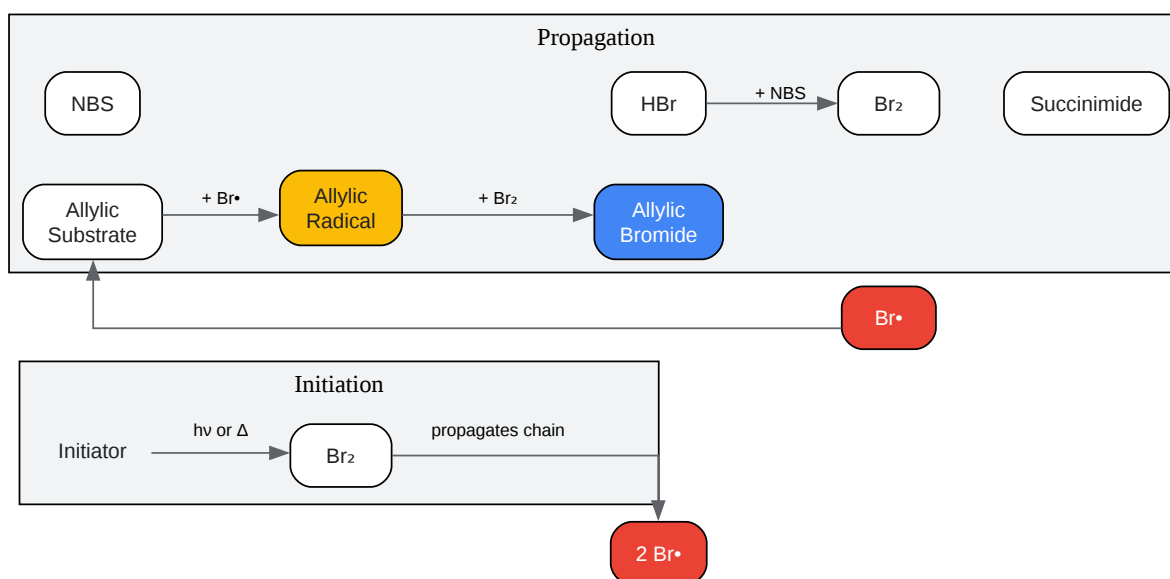 Propagation
NBS
HBr
+ NBS
Br₂
Succinimide
Allylic
Substrate
+ Br•
Allylic
Radical
+ Br₂
Allylic
Bromide
Br•
Initiation
Initiator
hν or Δ
Br₂
propagates chain
2 Br•